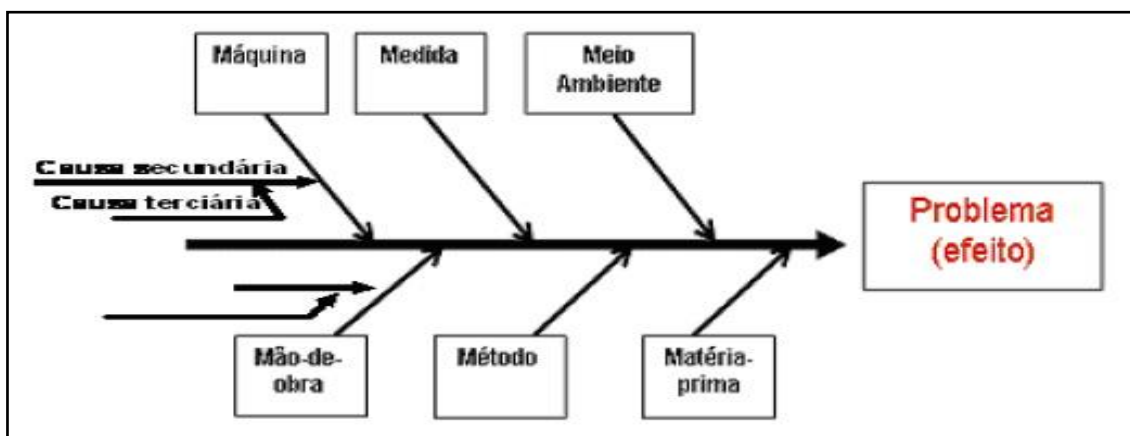 Máquina
Medida
Meio
Ambiente
Causa secundária
Causa terciária
Problema
(efeito)
Mão-de-
obra
Método
Matéria-
prima